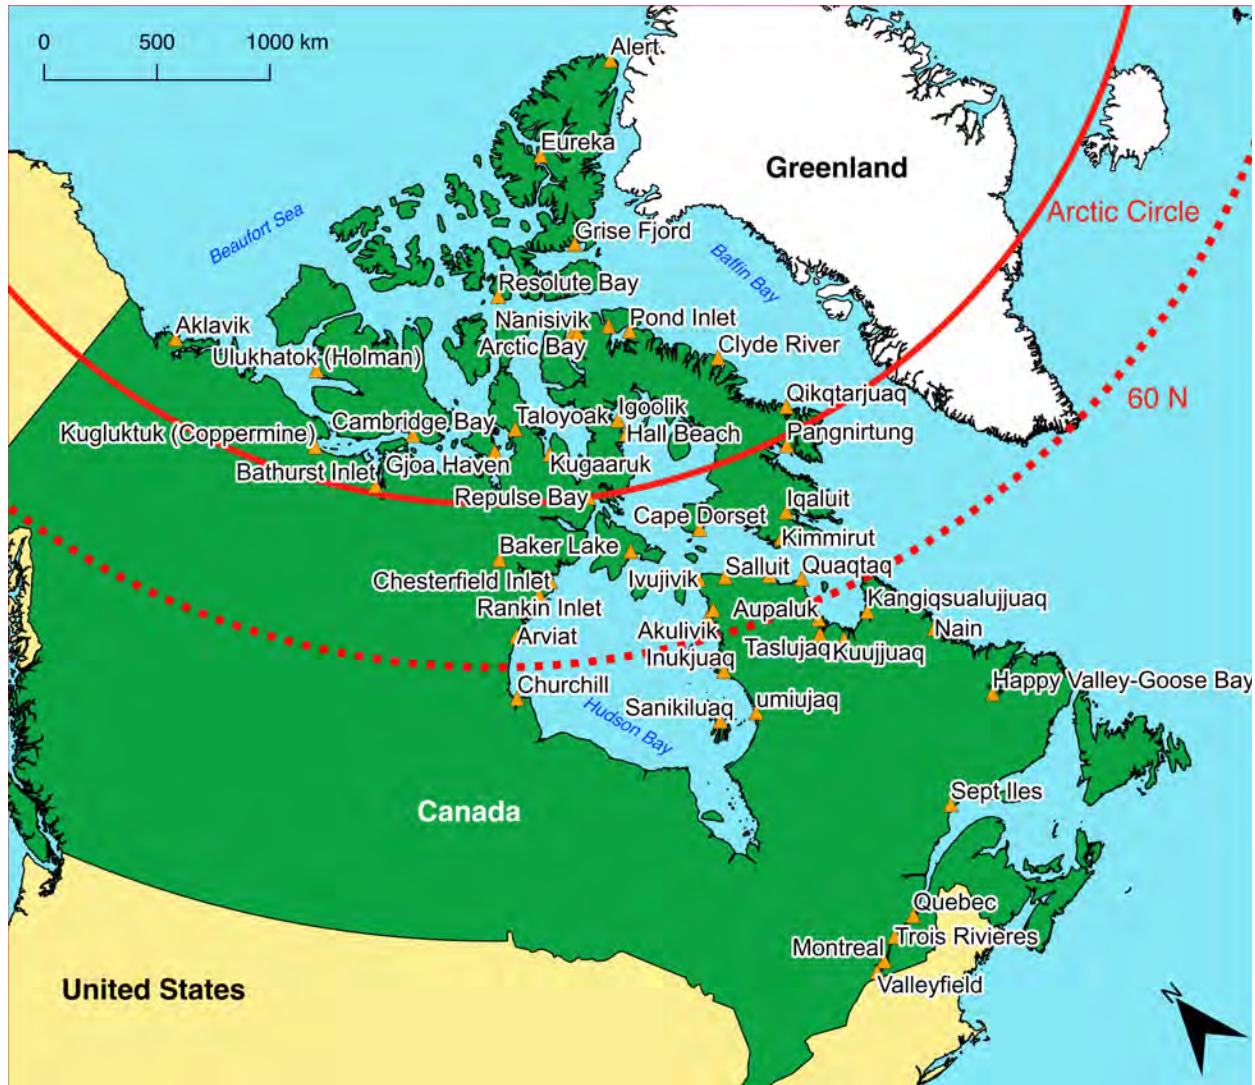 Alert
0 500 1000 km
Eureka
Greenland
Arctic Circle
Beaufort Sea
Grise Fjord
Baffin Bay
Resolute Bay
Aklavik
Nanisivik
Pond Inlet
Arctic Bay
Clyde River
Ulukhatok (Holman)
Qikqtarjuaq
60 N
Igoolik
Cambridge Bay
Taloyoak
Kugluktuk (Coppermine)
Hall Beach
Pangnirtung
Bathurst Inlet
Gjoa Haven
Kugaaruk
Repulse Bay
Iqaluit
Cape Dorset
Kimmirut
Baker Lake
Chesterfield Inlet
Ivujivik
Salluit
Quaqtaq
Rankin Inlet
Kangiqsualujjuaq
Aupaluk
Arviat
Akulivik
Nain
Taslujaq
Kuujjuaq
Inukjuaq
Churchill
Happy Valley-Goose Bay
Sanikiluaq
umiujaq
Hudson Bay
Sept Iles
Canada
Quebec
Trois Rivières
Montreal
Valleyfield
United States
N